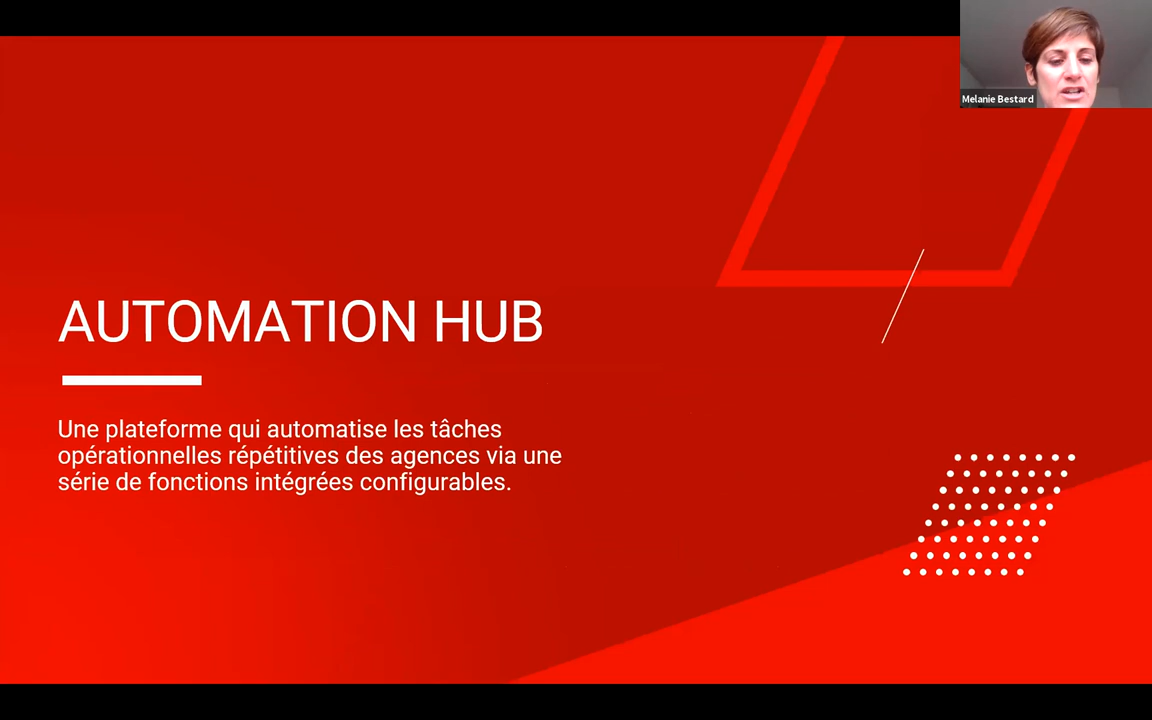 Melanie Bestard
AUTOMATION HUB
Une plateforme qui automatise les tâches
opérationnelles répétitives des agences via une
série de fonctions intégrées configurables.